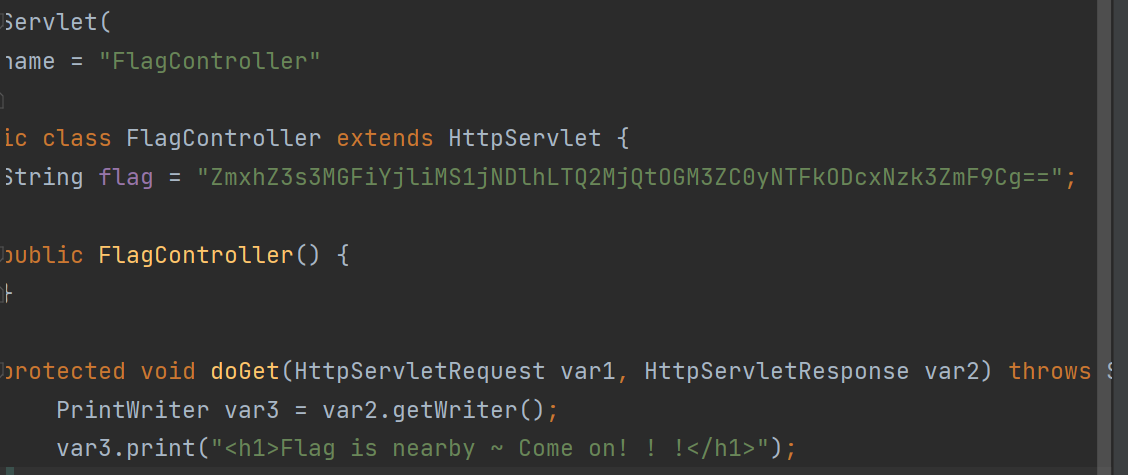 Servlet(
name = "FlagController"
ic class FlagController extends HttpServlet {
String flag = "ZmxhZ3s3MGFiYjliMS1jNDlhLTQ2MjQtOGM3ZC0yNTFkODcxNzk3ZmF9Cg==";
public FlagController() {
}
protected void doGet(HttpServletRequest var1, HttpServletResponse var2) throws S
PrintWriter var3 = var2.getWriter();
var3.print("<h1>Flag is nearby ~ Come on! ! !</h1>");